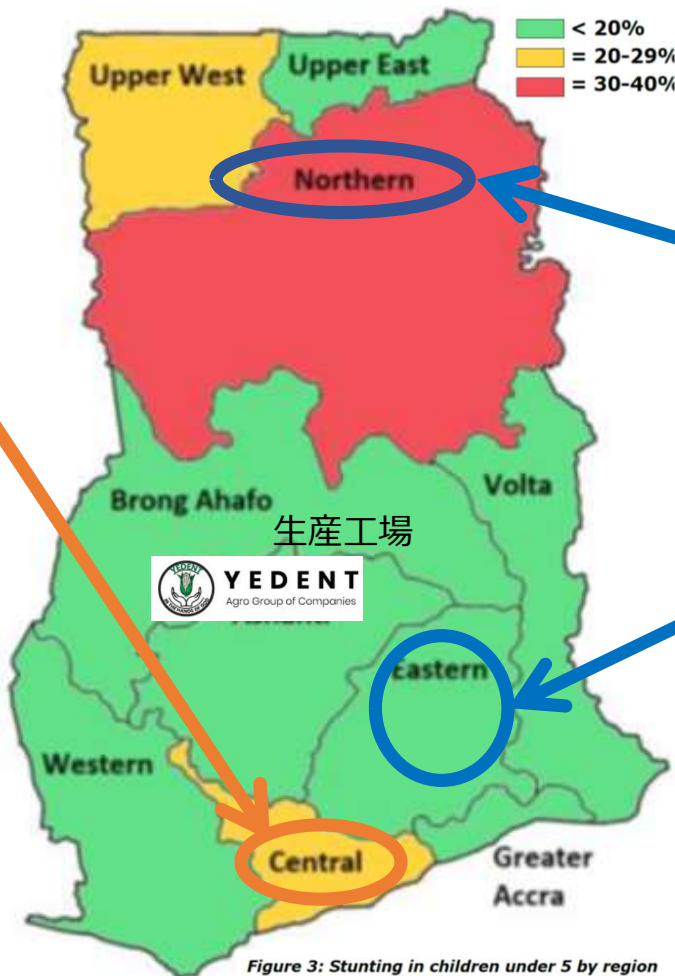 < 20%
= 20-29%
= 30-40%
Upper West
Upper East
Northern
Brong Ahafo
Volta
生産工場
YEDENT
YEDENT
Agro Group of Companies
Eastern
Western
Central
Greater
Accra
Figure 3: Stunting in children under 5 by region